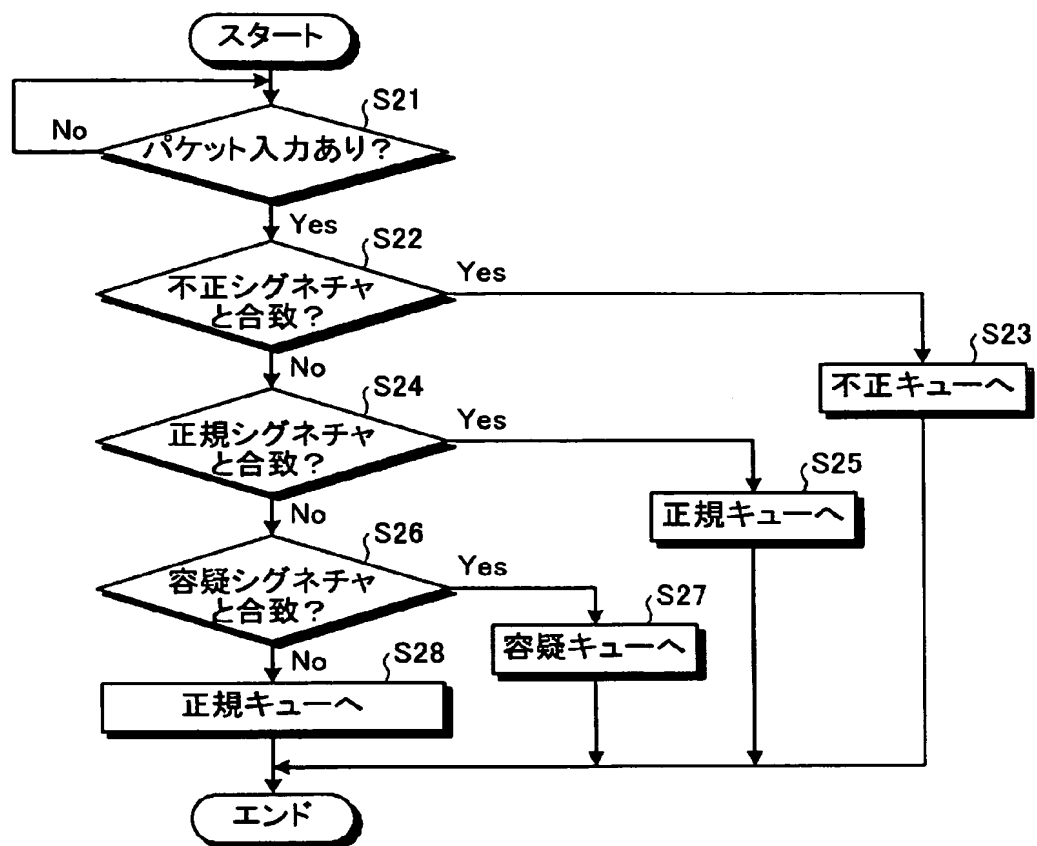 スタート
S21
No
パケット入力あり？
Yes
S22
Yes
不正シグネチャ
と合致？
S23
不正キューへ
No
S24
Yes
正規シグネチャ
と合致？
S25
正規キューへ
No
S26
Yes
容疑シグネチャ
と合致？
S27
容疑キューへ
No
S28
正規キューへ
エンド